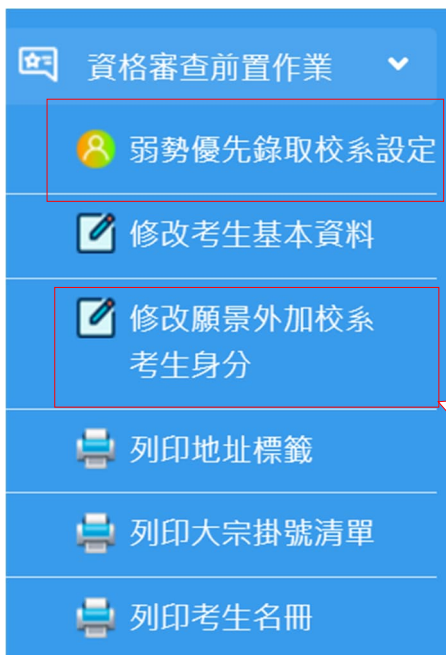 資格審查前置作業
弱勢優先錄取校系設定
修改考生基本資料
修改願景外加校系
考生身分
列印地址標籤
列印大宗掛號清單
列印考生名冊